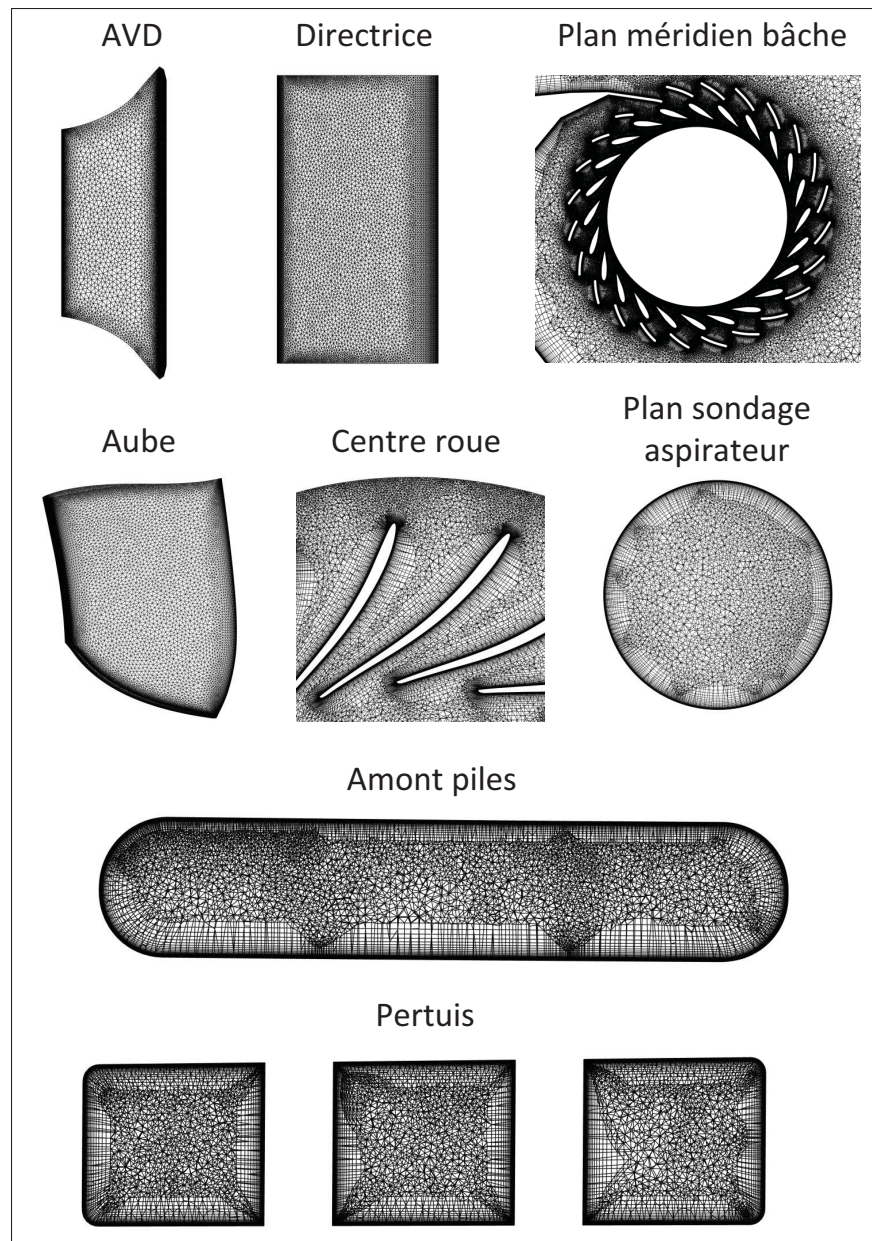 AVD
Directrice
Plan méridien bâche
Aube
Centre roue
Plan sondage
aspirateur
Amont piles
Pertuis